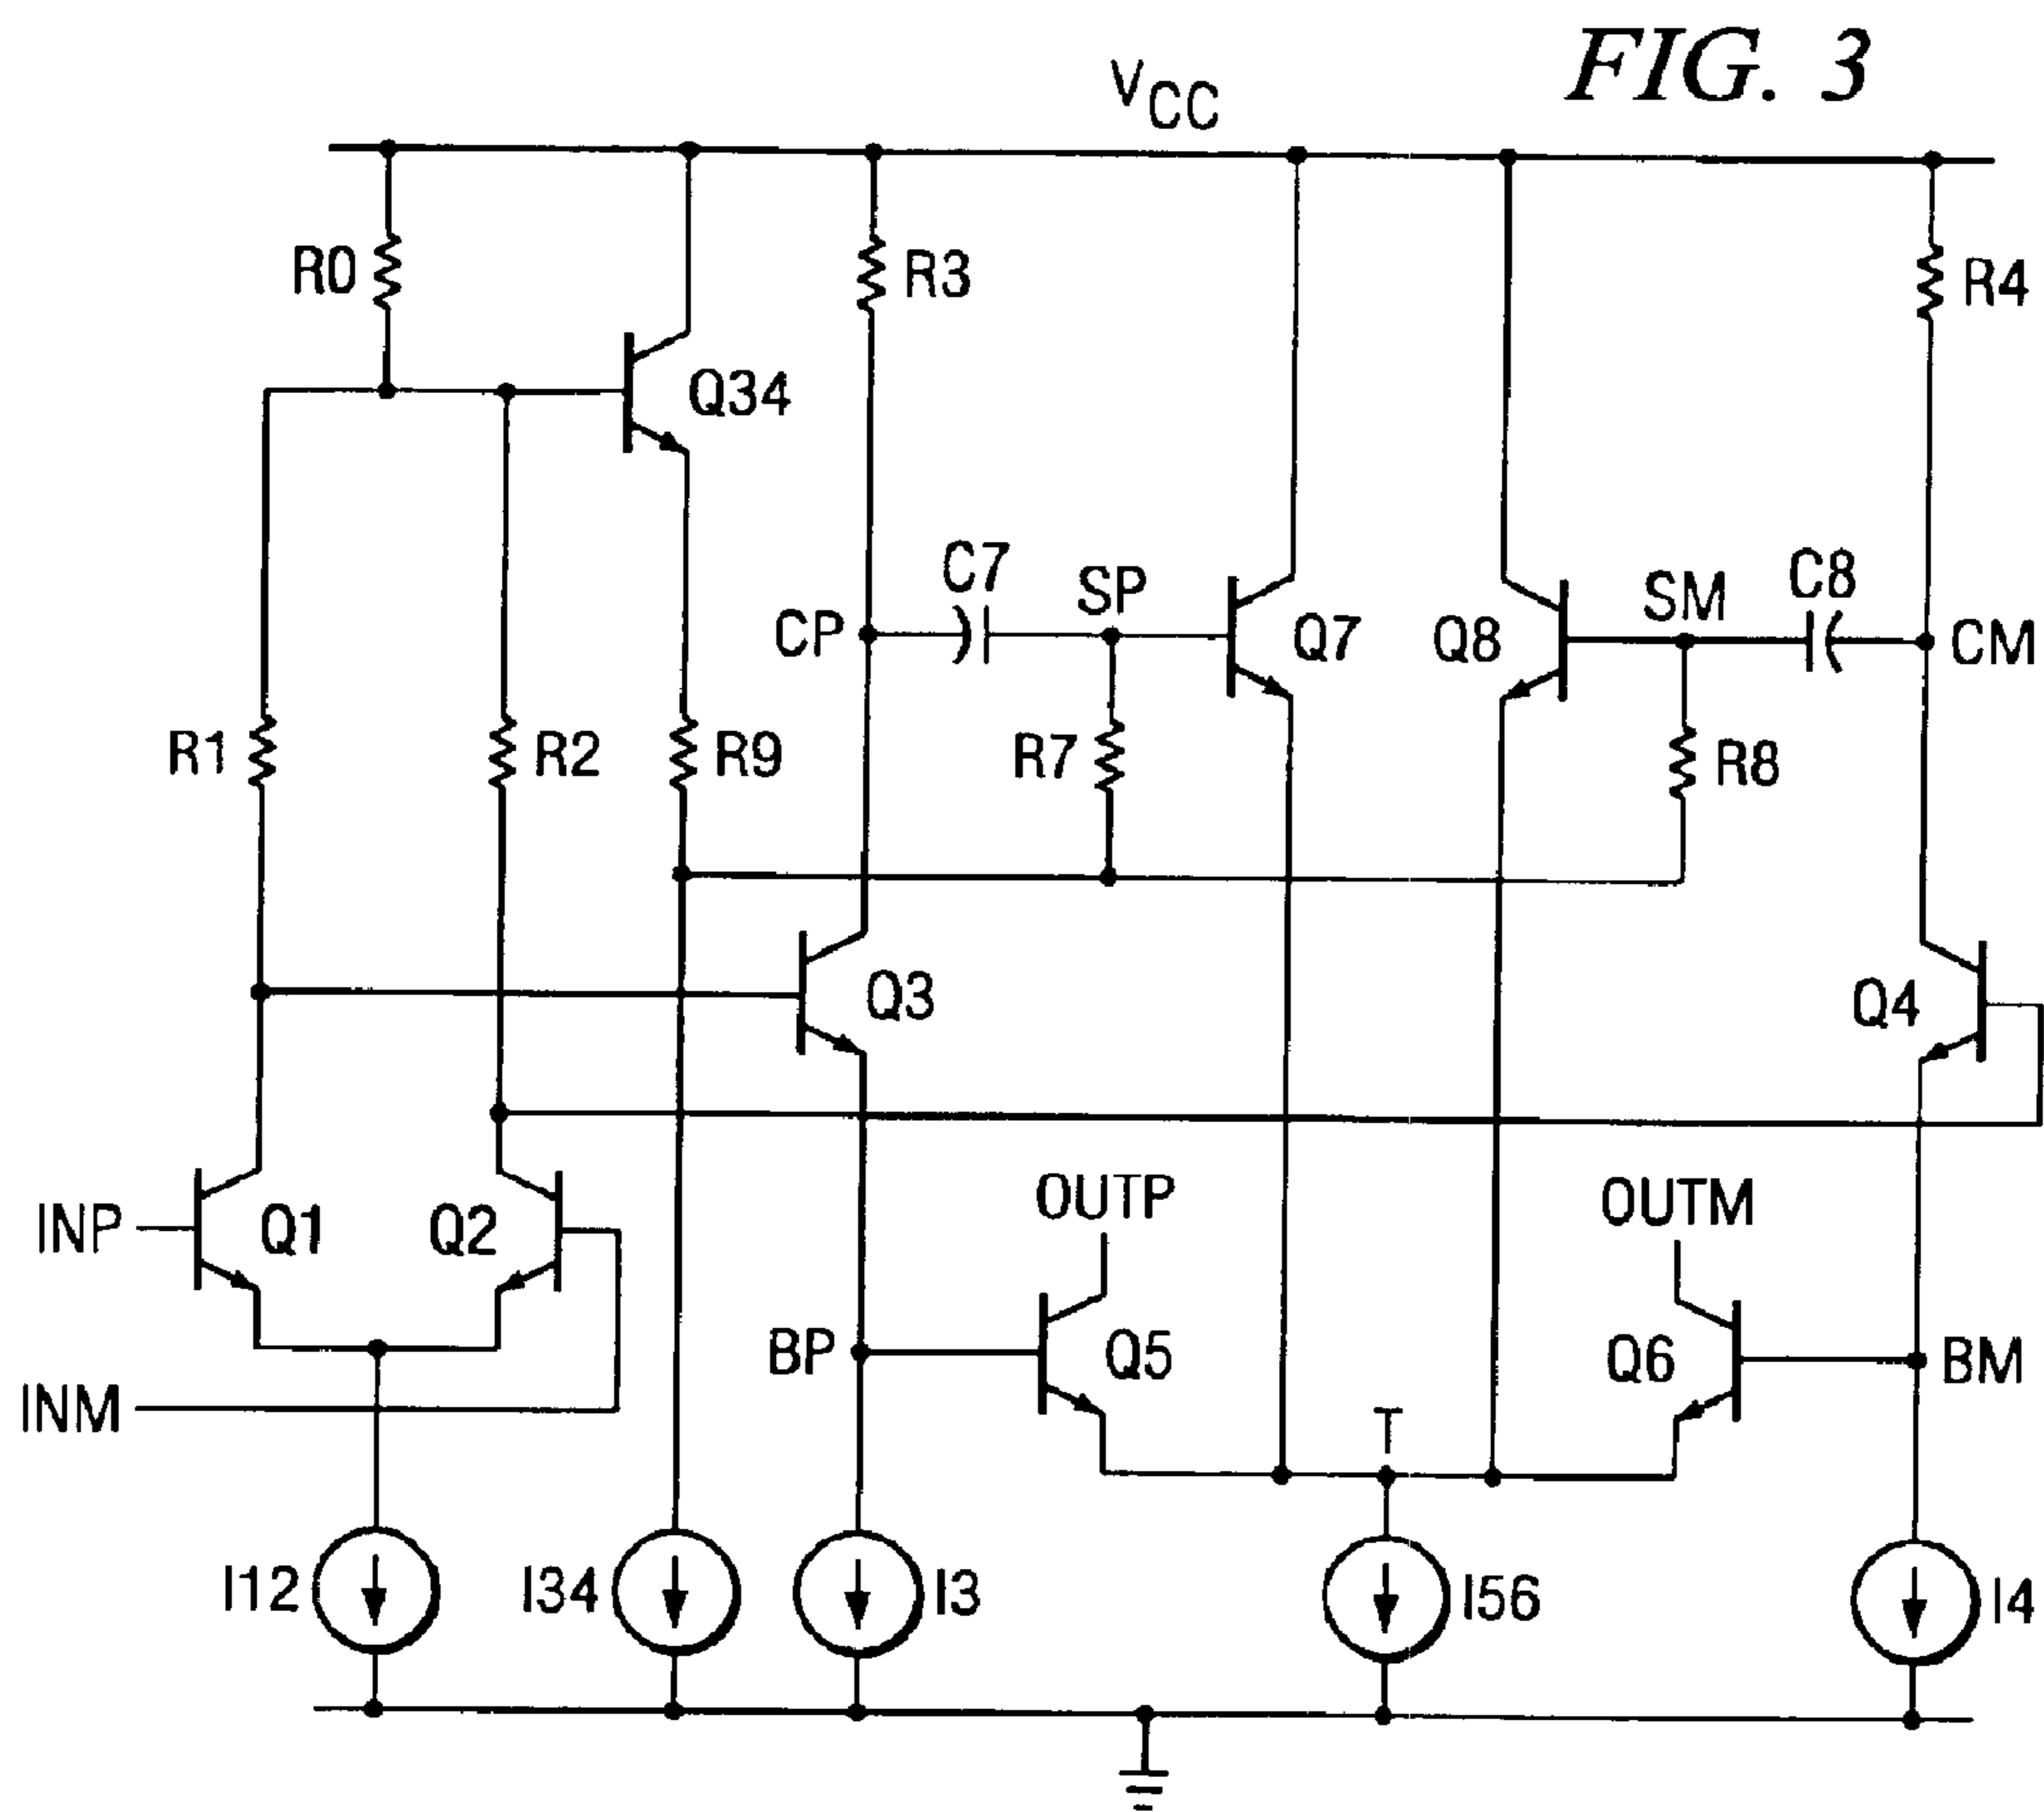 FIG. 3
VCC
R0
R3
R4
Q34
C7
SP
SM
C8
CP
Q7
Q8
CM
R1
R2
R9
R7
R8
Q3
Q4
INP
Q1
Q2
OUTP
OUTM
BP
Q5
Q6
BM
INM
T
I12
I34
I3
I56
I4